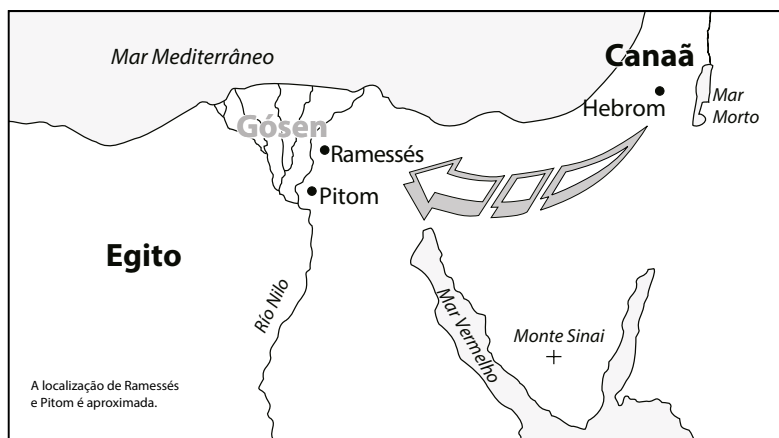 Mar Mediterrâneo
Canaã
Hebrom
Mar
Morto
Gósen
Ramessés
Pitom
Egito
Río Nilo
Mar Vermelho
Monte Sinai
A localização de Ramessés
e Pitom é aproximada.